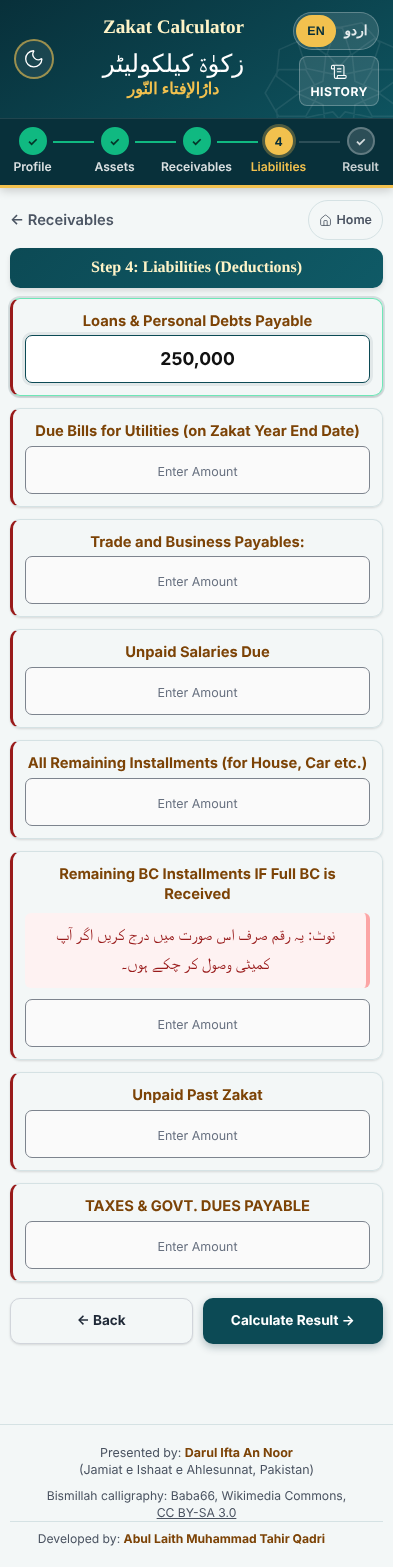 Zakat Calculator
زکوٰۃ کیلکولیٹر
دارُالإفتاء النّور
EN
اردو
HISTORY
4
Profile
Assets
Receivables
Liabilities
Result
← Receivables
Home
Step 4: Liabilities (Deductions)
Loans & Personal Debts Payable
250,000
Due Bills for Utilities (on Zakat Year End Date)
Enter Amount
Trade and Business Payables:
Enter Amount
Unpaid Salaries Due
Enter Amount
All Remaining Installments (for House, Car etc.)
Enter Amount
Remaining BC Installments IF Full BC is
Received
نوٹ: یہ رقم صرف اس صورت میں درج کریں اگر آپ
کمیٹی وصول کر چکے ہوں۔
Enter Amount
Unpaid Past Zakat
Enter Amount
TAXES & GOVT. DUES PAYABLE
Enter Amount
← Back
Calculate Result →
Presented by: Darul Ifta An Noor
(Jamiat e Ishaat e Ahlesunnat, Pakistan)
Bismillah calligraphy: Baba66, Wikimedia Commons,
CC BY-SA 3.0
Developed by: Abul Laith Muhammad Tahir Qadri